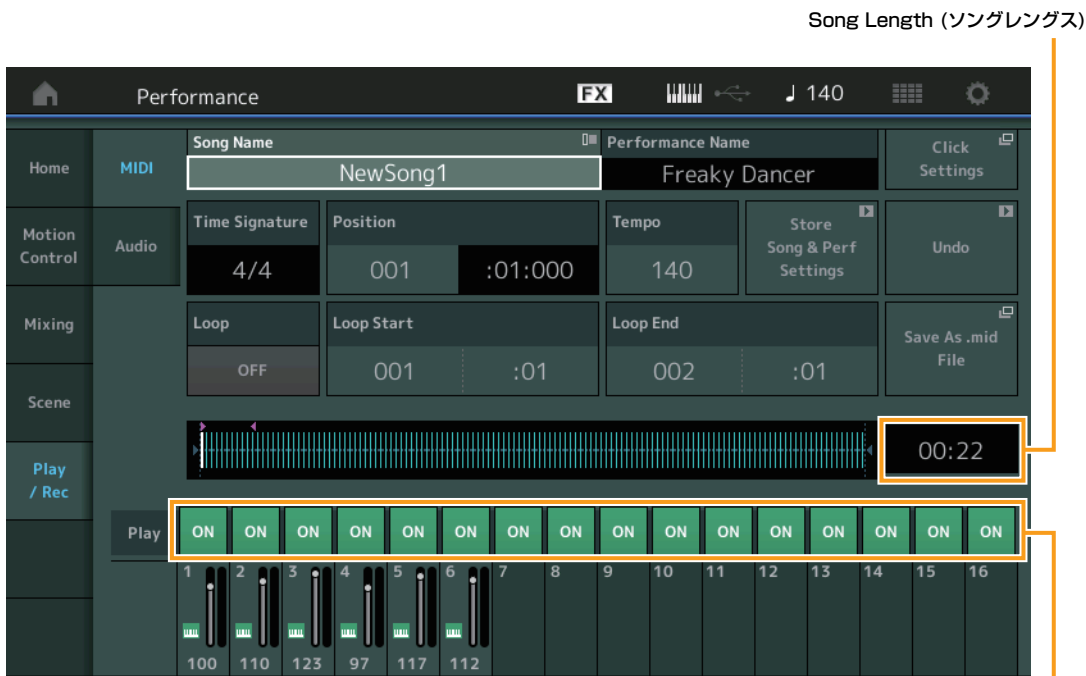 Song Length (ソングレングス)
Performance FX 140
Home
Motion
Control
Mixing
Scene
Play
/ Rec
MIDI
Audio
Song Name
NewSong1
Performance Name
Freaky Dancer
Click
Settings
Time Signature
4/4
Position
001 :01:000
Tempo
140
Store
Song & Perf
Settings
Undo
Loop
OFF
Loop Start
001 :01
Loop End
002 :01
Save As .mid
File
00:22
Play ON ON ON ON ON ON ON ON ON ON ON ON ON ON ON ON
1 2 3 4 5 6 7 8 9 10 11 12 13 14 15 16
100 110 123 97 117 112